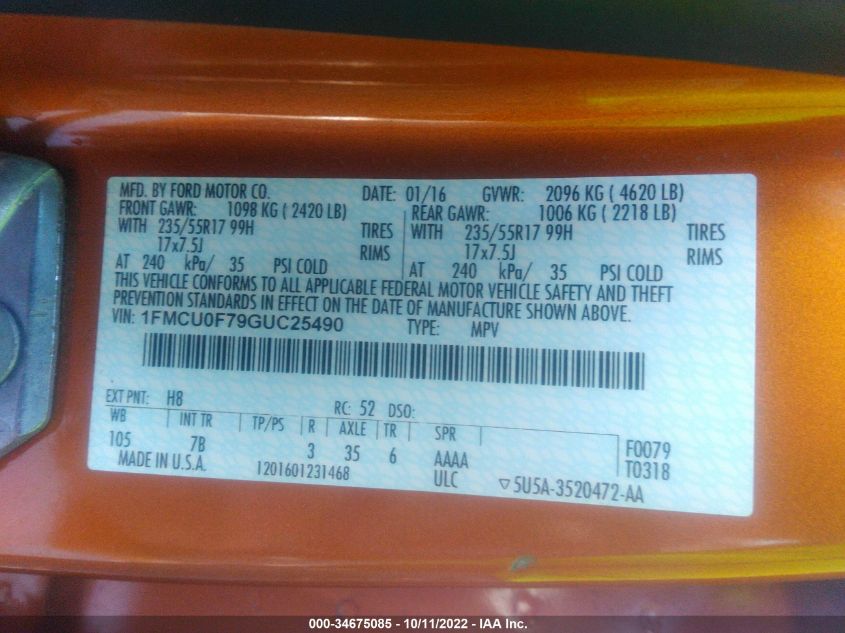 MFD. BY FORD MOTOR CO. DATE: 01/16 GVWR: 2096 KG ( 4620 LB)
FRONT GAWR: 1098 KG ( 2420 LB) REAR GAWR: 1006 KG ( 2218 LB)
WITH 235/55R17 99H TIRES WITH 235/55R17 99H TIRES
17x7.5J RIMS 17x7.5J RIMS
AT 240 kPa/ 35 PSI COLD AT 240 kPa/ 35 PSI COLD
THIS VEHICLE CONFORMS TO ALL APPLICABLE FEDERAL MOTOR VEHICLE SAFETY AND THEFT
PREVENTION STANDARDS IN EFFECT ON THE DATE OF MANUFACTURE SHOWN ABOVE.
VIN: 1FMCU0F79GUC25490 TYPE: MPV
EXT PNT: H8 RC: 52 DSO:
WB INT TR TP/PS R AXLE TR SPR
105 7B 3 35 6 AAAA F0079
MADE IN U.S.A. 1201601231468 ULC T0318
▽5U5A-3520472-AA
000-34675085 - 10/11/2022 - IAA Inc.